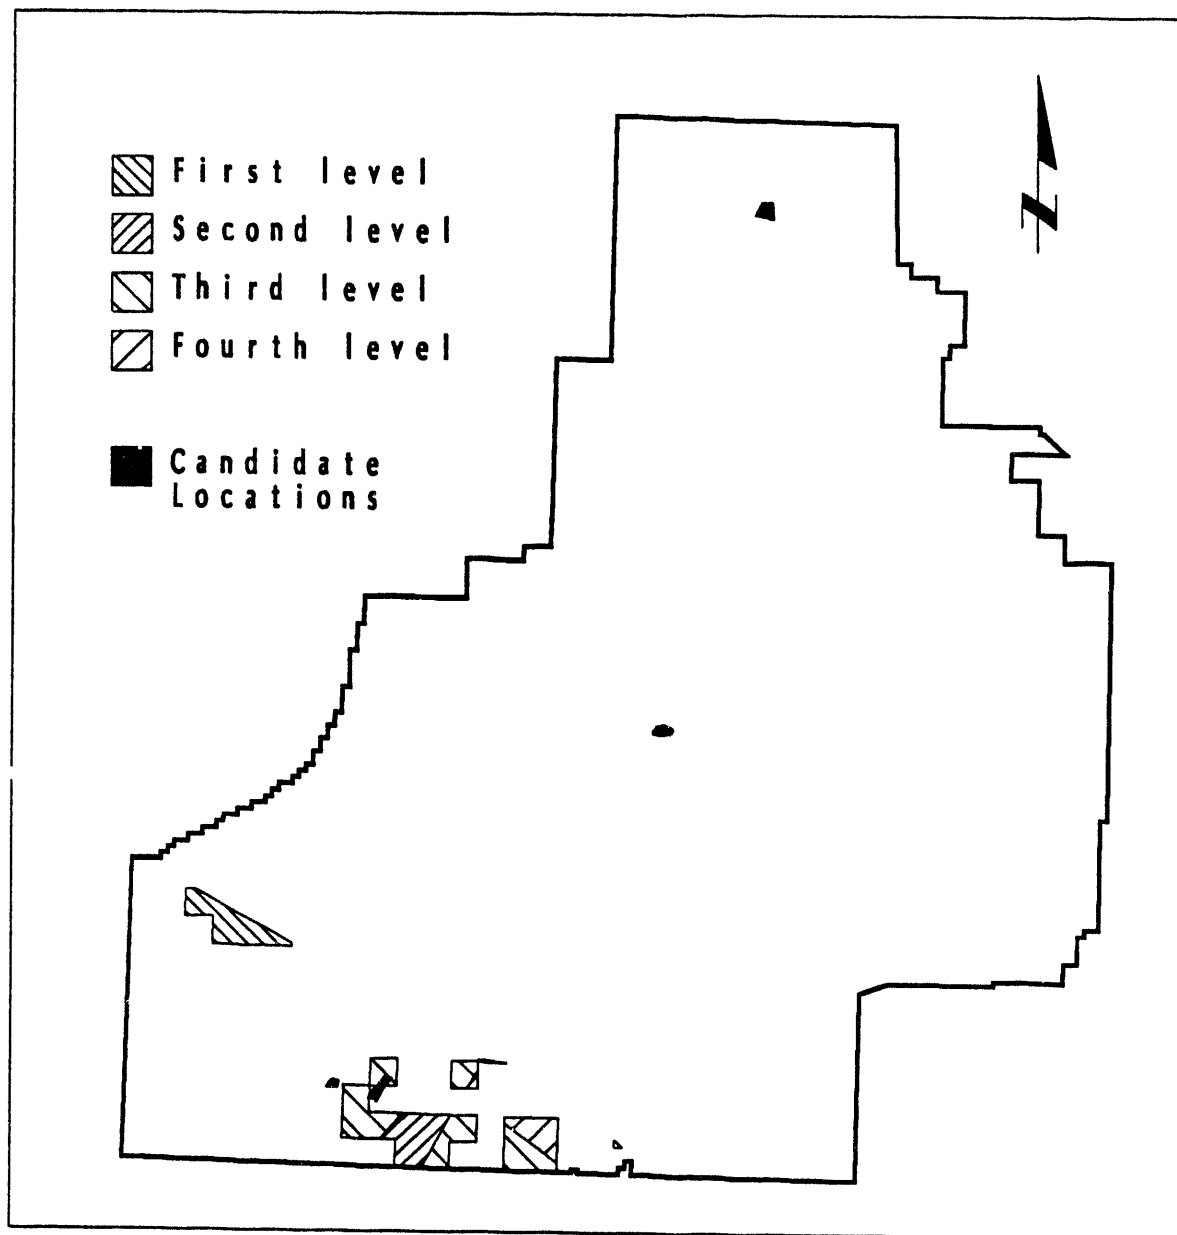 First level
Second level
Third level
Fourth level
Candidate
Locations
N